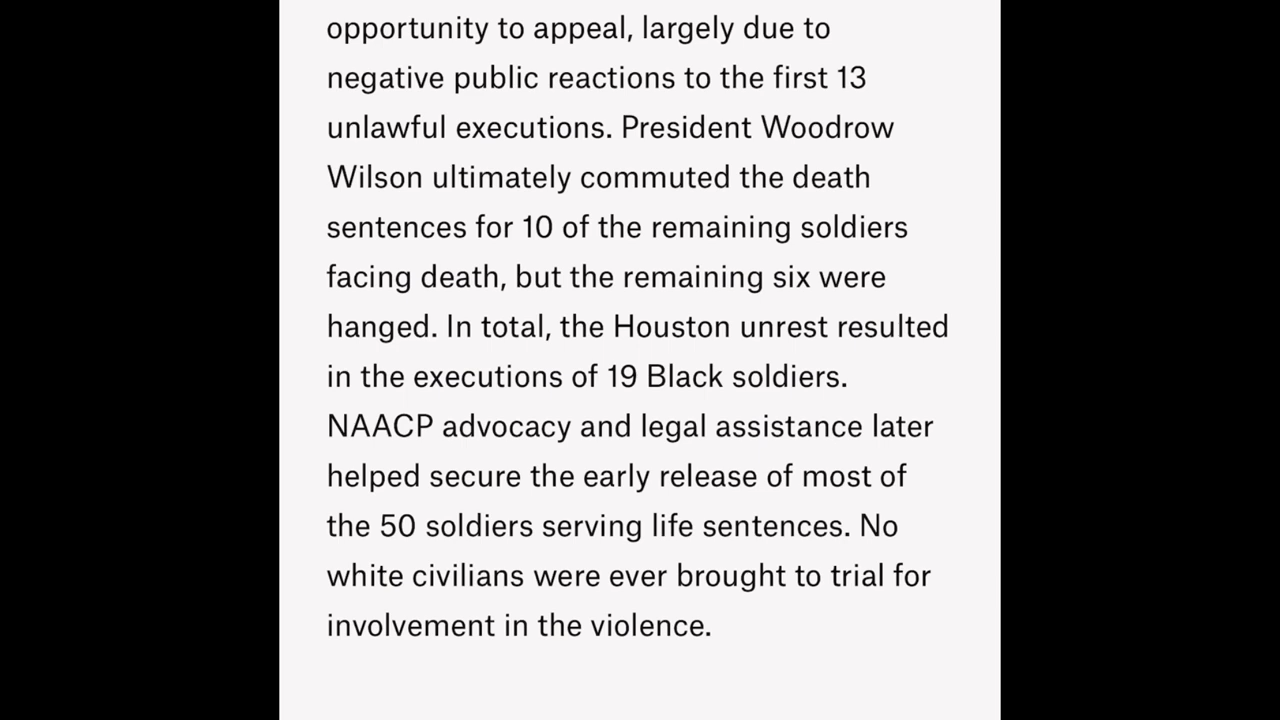 opportunity to appeal, largely due to
negative public reactions to the first 13
unlawful executions. President Woodrow
Wilson ultimately commuted the death
sentences for 10 of the remaining soldiers
facing death, but the remaining six were
hanged. In total, the Houston unrest resulted
in the executions of 19 Black soldiers.
NAACP advocacy and legal assistance later
helped secure the early release of most of
the 50 soldiers serving life sentences. No
white civilians were ever brought to trial for
involvement in the violence.